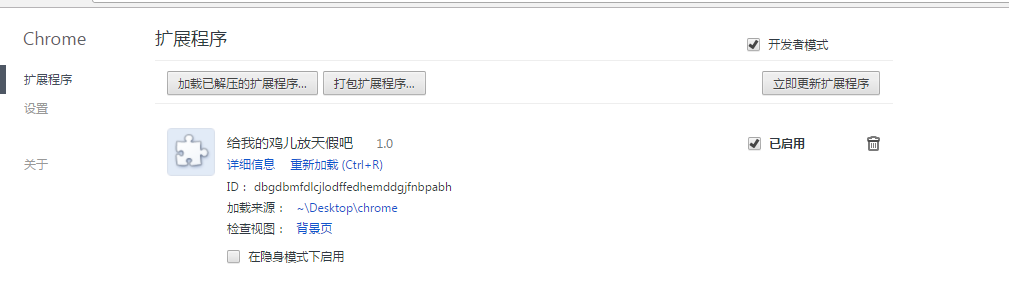 Chrome
扩展程序
开发者模式
扩展程序
加载已解压的扩展程序... 打包扩展程序... 立即更新扩展程序
设置
给我的鸡儿放天假吧 1.0 已启用
关于
详细信息 重新加载 (Ctrl+R)
ID： dbgdbmfdlcjlodffedhemddgjfnbpabh
加载来源： ~\Desktop\chrome
检查视图： 背景页
在隐身模式下启用